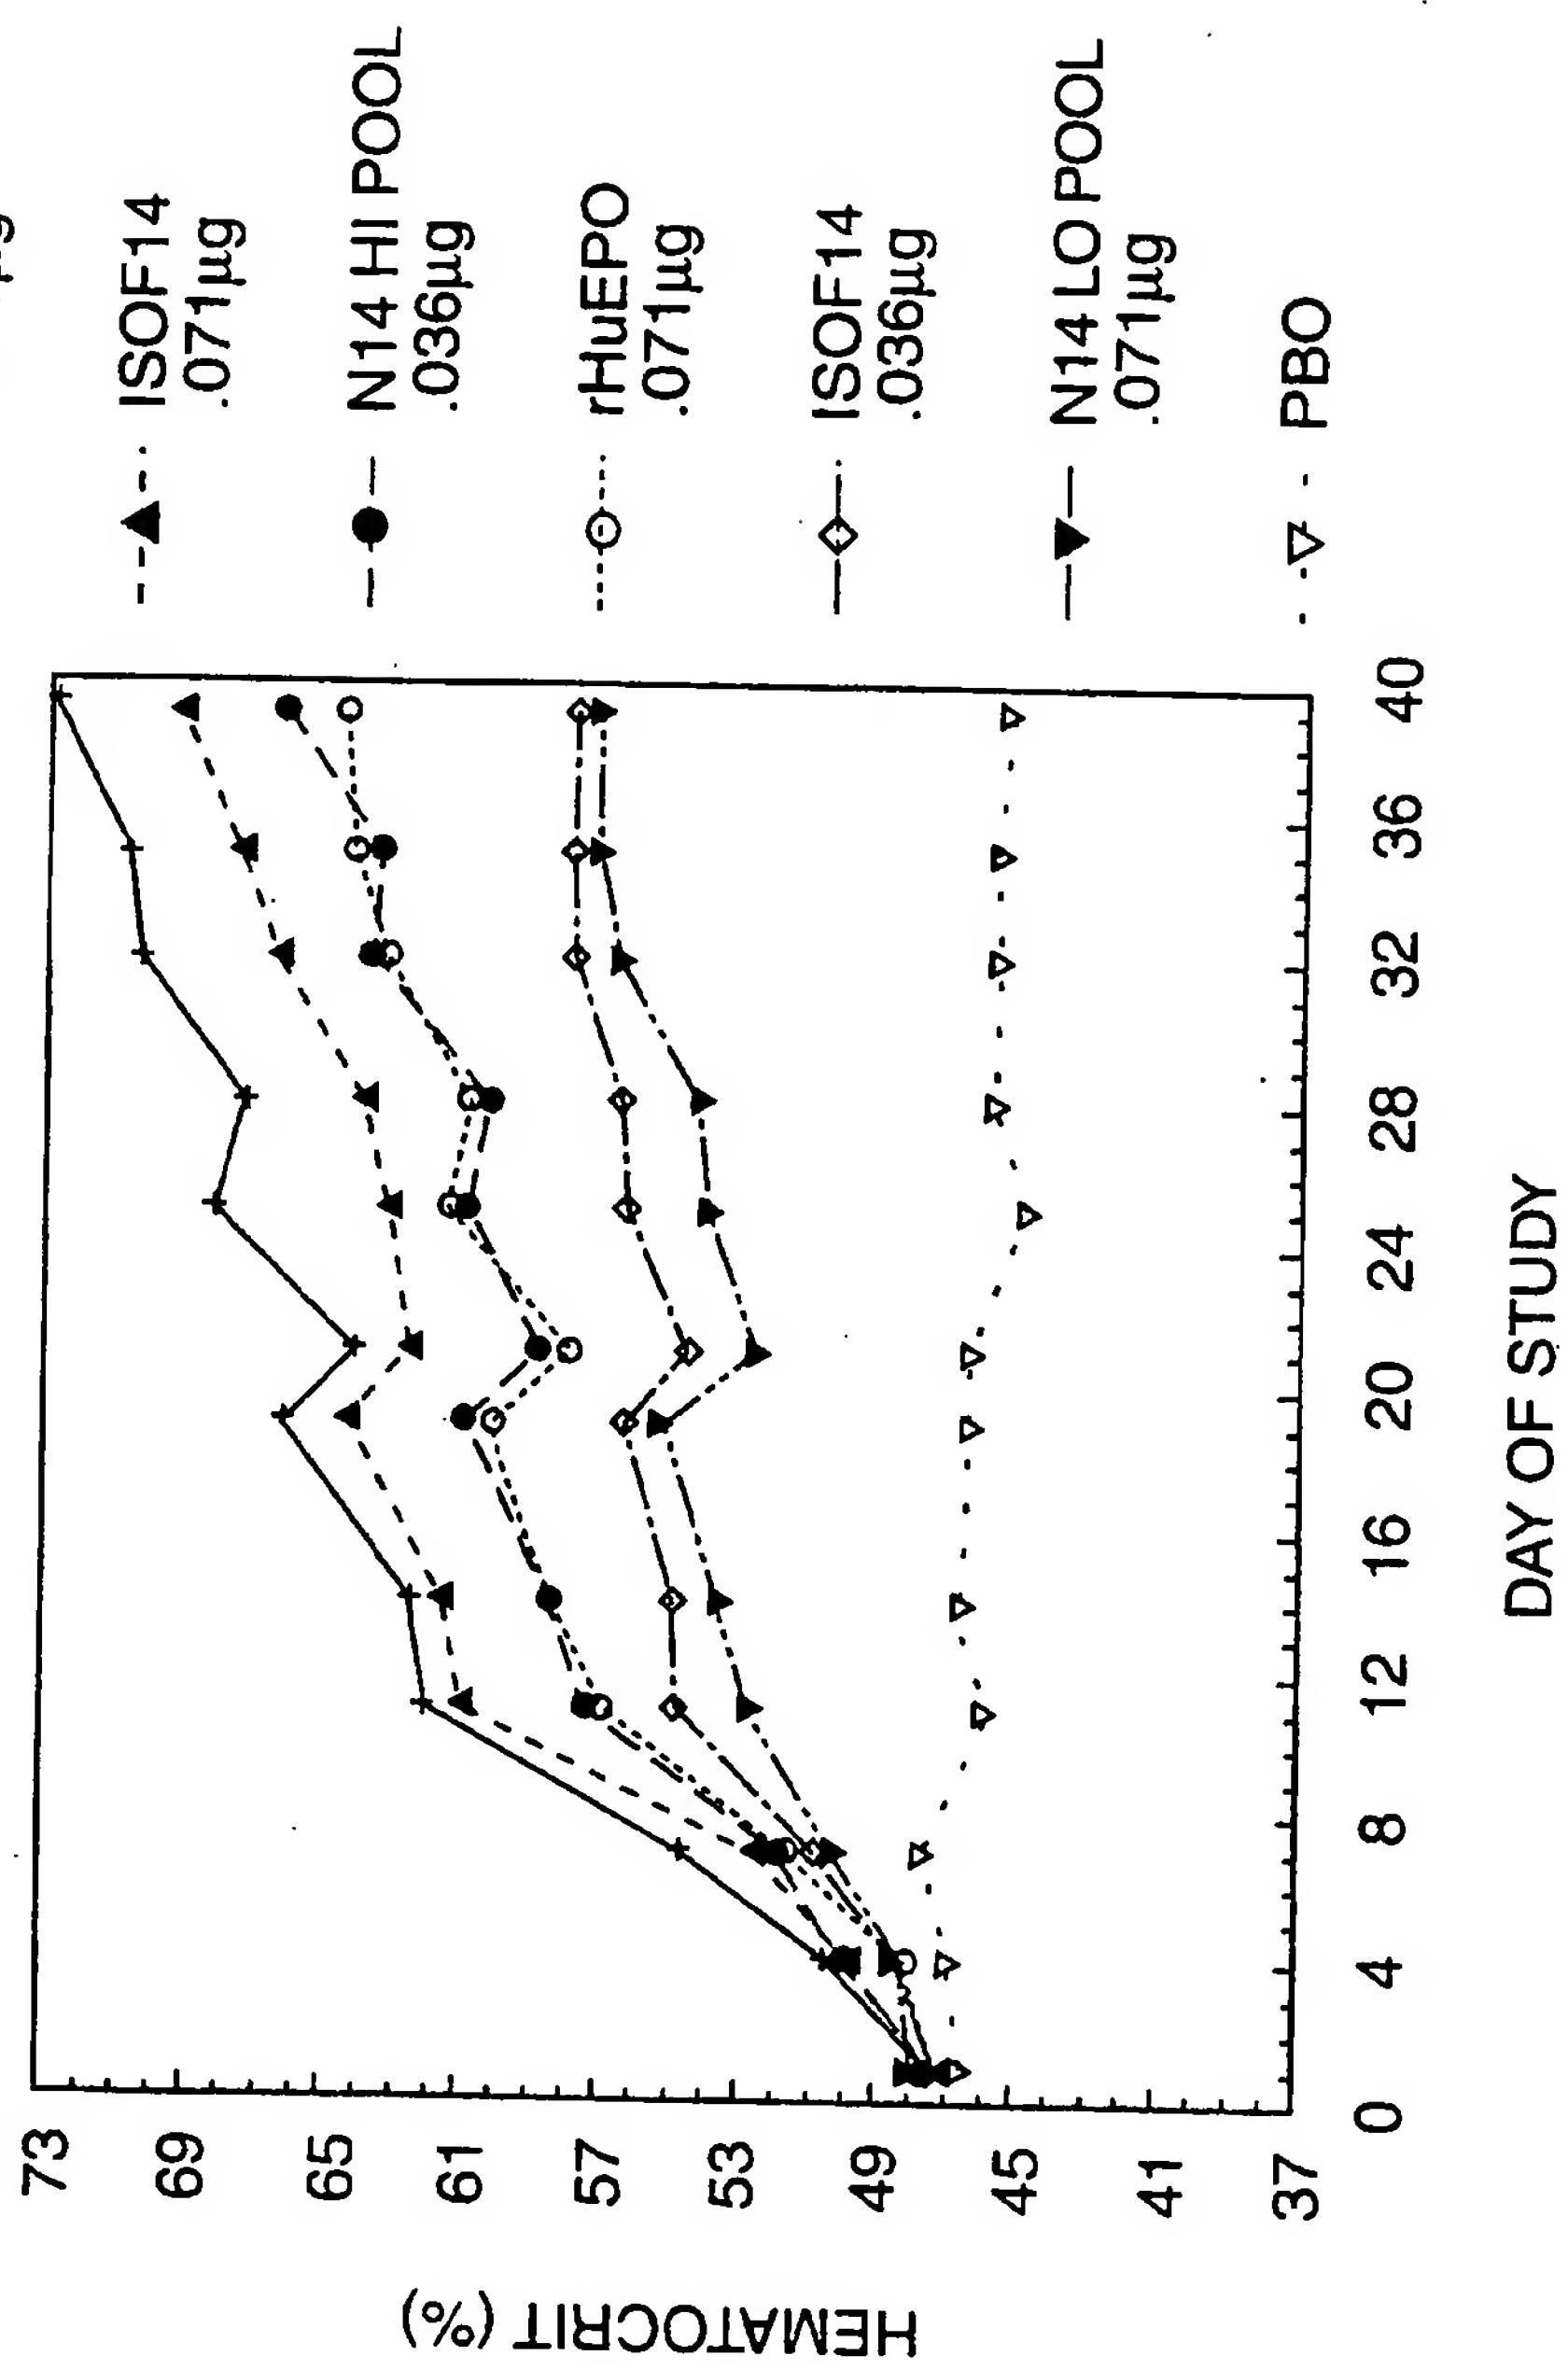 ISOF14
.071µg
N14 HI POOL
.036µg
rHuEPO
.071µg
ISOF14
.036µg
N14 LO POOL
.071µg
PBO
HEMATOCRIT (%)
73
69
65
61
57
53
49
45
41
37
0 4 8 12 16 20 24 28 32 36 40
DAY OF STUDY